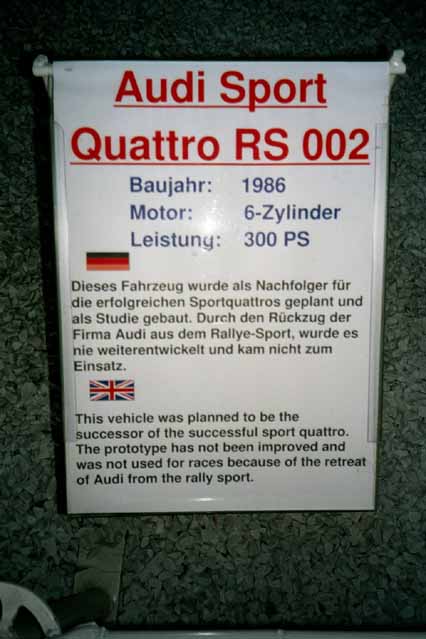 Audi Sport
Quattro RS 002
Baujahr: 1986
Motor: 6-Zylinder
Leistung: 300 PS
Dieses Fahrzeug wurde als Nachfolger für
die erfolgreichen Sportquattros geplant und
als Studie gebaut. Durch den Rückzug der
Firma Audi aus dem Rallye-Sport, wurde es
nie weiterentwickelt und kam nicht zum
Einsatz.
This vehicle was planned to be the
successor of the successful sport quattro.
The prototype has not been improved and
was not used for races because of the retreat
of Audi from the rally sport.